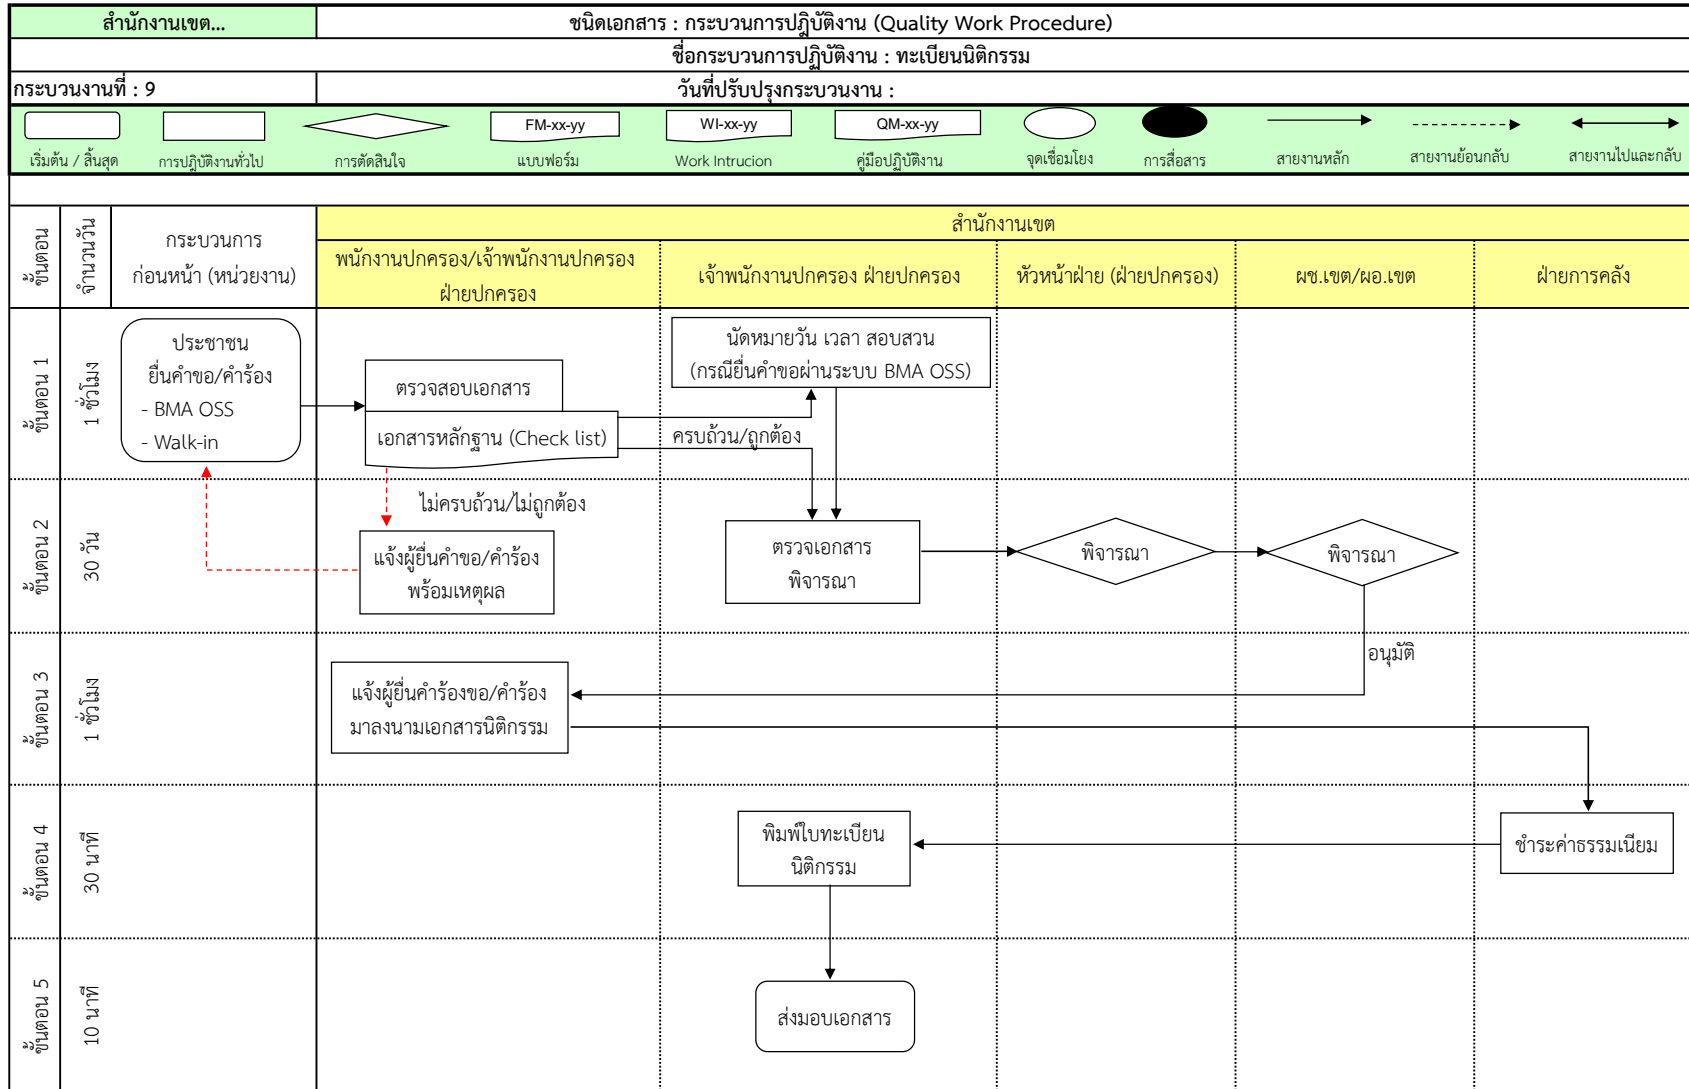 สำนักงานเขต...
ชนิดเอกสาร : กระบวนการปฏิบัติงาน (Quality Work Procedure)
ชื่อกระบวนการปฏิบัติงาน : ทะเบียนนิติกรรม
กระบวนงานที่ : 9
วันที่ปรับปรุงกระบวนงาน :
FM-xx-yy
WI-xx-yy
QM-xx-yy
เริ่มต้น / สิ้นสุด
การปฏิบัติงานทั่วไป
การตัดสินใจ
แบบฟอร์ม
Work Intrucion
คู่มือปฏิบัติงาน
จุดเชื่อมโยง
การสื่อสาร
สายงานหลัก
สายงานย้อนกลับ
สายงานไปและกลับ
ขั้นตอน
จำนวนวัน
กระบวนการ
ก่อนหน้า (หน่วยงาน)
สำนักงานเขต
พนักงานปกครอง/เจ้าพนักงานปกครอง
ฝ่ายปกครอง
เจ้าพนักงานปกครอง ฝ่ายปกครอง
หัวหน้าฝ่าย (ฝ่ายปกครอง)
ผช.เขต/ผอ.เขต
ฝ่ายการคลัง
ขั้นตอน 1
1 ชั่วโมง
ประชาชน
ยื่นคำขอ/คำร้อง
- BMA OSS
- Walk-in
ตรวจสอบเอกสาร
เอกสารหลักฐาน (Check list)
นัดหมายวัน เวลา สอบสวน
(กรณียื่นคำขอผ่านระบบ BMA OSS)
ครบถ้วน/ถูกต้อง
ขั้นตอน 2
30 วัน
ไม่ครบถ้วน/ไม่ถูกต้อง
แจ้งผู้ยื่นคำขอ/คำร้อง
พร้อมเหตุผล
ตรวจเอกสาร
พิจารณา
พิจารณา
พิจารณา
ขั้นตอน 3
1 ชั่วโมง
อนุมัติ
แจ้งผู้ยื่นคำร้องขอ/คำร้อง
มาลงนามเอกสารนิติกรรม
ขั้นตอน 4
30 นาที
พิมพ์ใบทะเบียน
นิติกรรม
ชำระค่าธรรมเนียม
ขั้นตอน 5
10 นาที
ส่งมอบเอกสาร